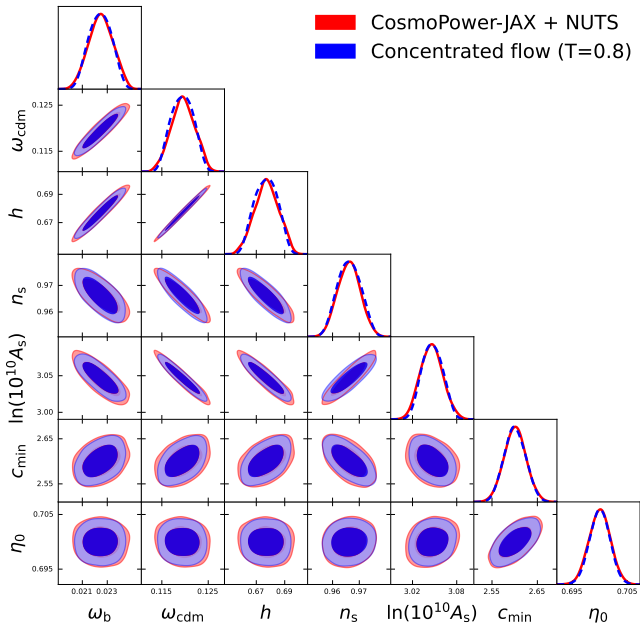 CosmoPower-JAX + NUTS
Concentrated flow (T=0.8)
0.125
0.115
ω_cdm
0.69
0.67
h
0.97
0.96
n_s
3.05
3.00
ln(10^10 A_s)
2.65
2.55
c_min
0.705
0.695
η_0
0.021 0.023 0.115 0.125 0.67 0.69 0.96 0.97 3.02 3.08 2.55 2.65 0.695 0.705
ω_b ω_cdm h n_s ln(10^10 A_s) c_min η_0